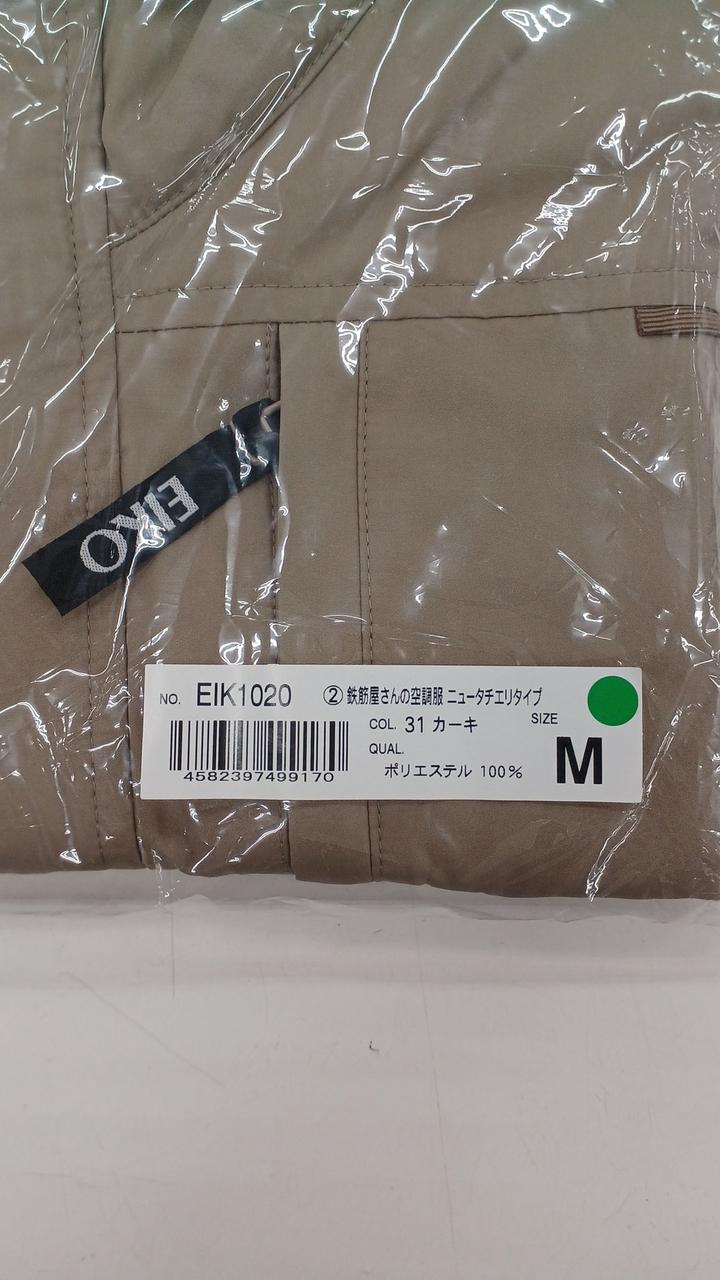 EIKO
NO. EIK1020 ② 鉄筋屋さんの空調服 ニュータチエリタイプ
COL. 31 カーキ SIZE
QUAL. M
ポリエステル 100%
4582397499170